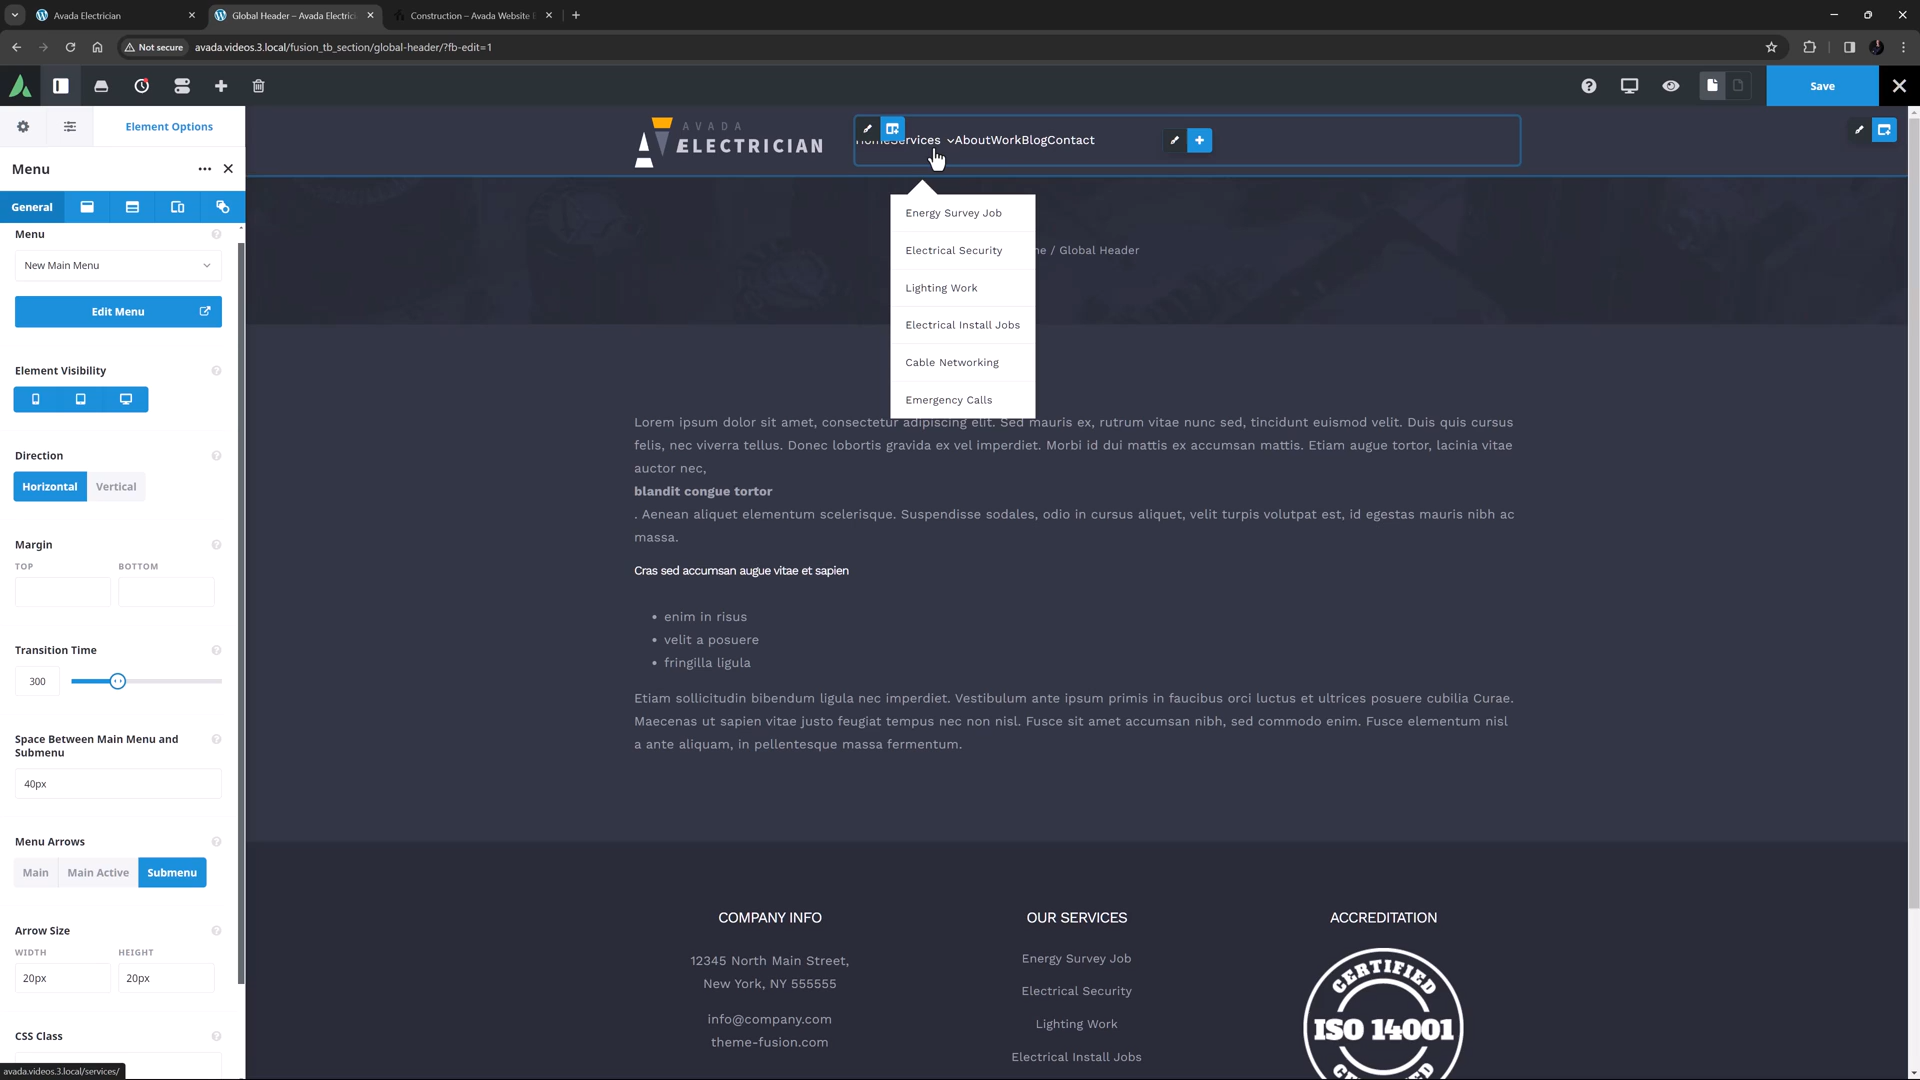 Avada Electrician
Global Header – Avada Electric
Construction – Avada Website B
Not secure
avada.videos.3.local/fusion_tb_section/global-header/?fb-edit=1
Save
Element Options
Menu
General
Menu
New Main Menu
Edit Menu
Element Visibility
Direction
Horizontal
Vertical
Margin
TOP
BOTTOM
Transition Time
300
Space Between Main Menu and
Submenu
40px
Menu Arrows
Main
Main Active
Submenu
Arrow Size
WIDTH
HEIGHT
20px
20px
CSS Class
avada.videos.3.local/services/
AVADA
ELECTRICIAN
Home Services About Work Blog Contact
Energy Survey Job
Electrical Security
Lighting Work
Electrical Install Jobs
Cable Networking
Emergency Calls
me / Global Header
Lorem ipsum dolor sit amet, consectetur adipiscing elit. Sed mauris ex, rutrum vitae nunc sed, tincidunt euismod velit. Duis quis cursus
felis, nec viverra tellus. Donec lobortis gravida ex vel imperdiet. Morbi id dui mattis ex accumsan mattis. Etiam augue tortor, lacinia vitae
auctor nec,
blandit congue tortor
. Aenean aliquet elementum scelerisque. Suspendisse sodales, odio in cursus aliquet, velit turpis volutpat est, id egestas mauris nibh ac
massa.
Cras sed accumsan augue vitae et sapien
• enim in risus
• velit a posuere
• fringilla ligula
Etiam sollicitudin bibendum ligula nec imperdiet. Vestibulum ante ipsum primis in faucibus orci luctus et ultrices posuere cubilia Curae.
Maecenas ut sapien vitae justo feugiat tempus nec non nisl. Fusce sit amet accumsan nibh, sed commodo enim. Fusce elementum nisl
a ante aliquam, in pellentesque massa fermentum.
COMPANY INFO
12345 North Main Street,
New York, NY 555555
info@company.com
theme-fusion.com
OUR SERVICES
Energy Survey Job
Electrical Security
Lighting Work
Electrical Install Jobs
ACCREDITATION
CERTIFIED
ISO 14001